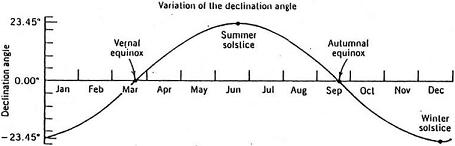 Variation of the declination angle
23.45°
Vernal
equinox
Summer
solstice
Autumnal
equinox
Declination angle
0.00°
Jan Feb Mar Apr May Jun Jly Aug Sep Oct Nov Dec
Winter
solstice
−23.45°